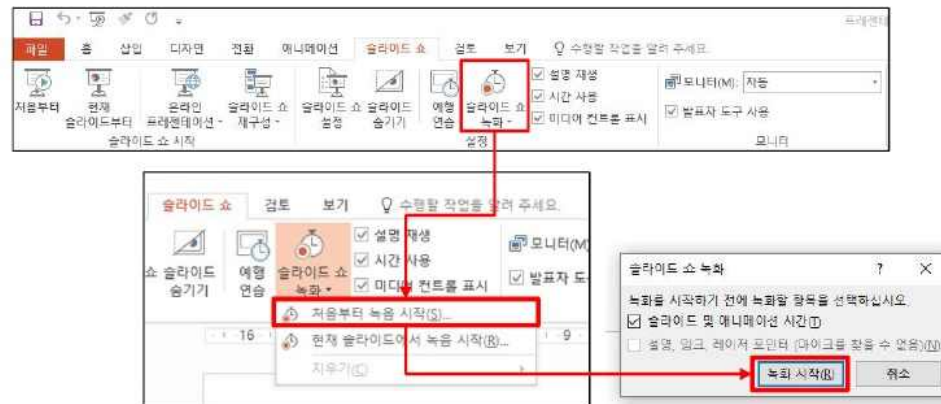 프레젠테
파일 홈 삽입 디자인 전환 애니메이션 슬라이드 쇼 검토 보기 수행할 작업을 알려 주세요.
처음부터 현재 슬라이드부터 온라인 프레젠테이션 슬라이드 쇼 재구성 슬라이드 쇼 설정 슬라이드 숨기기 예행 연습 슬라이드 쇼 녹화
설명 재생
시간 사용
미디어 컨트롤 표시
모니터(M): 자동
발표자 도구 사용
슬라이드 쇼 시작 설정 모니터
슬라이드 쇼 검토 보기 수행할 작업을 알려 주세요.
쇼 슬라이드 숨기기 예행 연습 슬라이드 쇼 녹화
설명 재생
시간 사용
미디어 컨트롤 표시
모니터(M
발표자 도
처음부터 녹음 시작(S)...
현재 슬라이드에서 녹음 시작(R)...
지우기(C)
16
9
슬라이드 쇼 녹화 ? X
녹화를 시작하기 전에 녹화할 항목을 선택하십시오.
슬라이드 및 애니메이션 시간(T)
설명, 잉크, 레이저 포인터 (마이크를 찾을 수 없음)(N)
녹화 시작(R) 취소